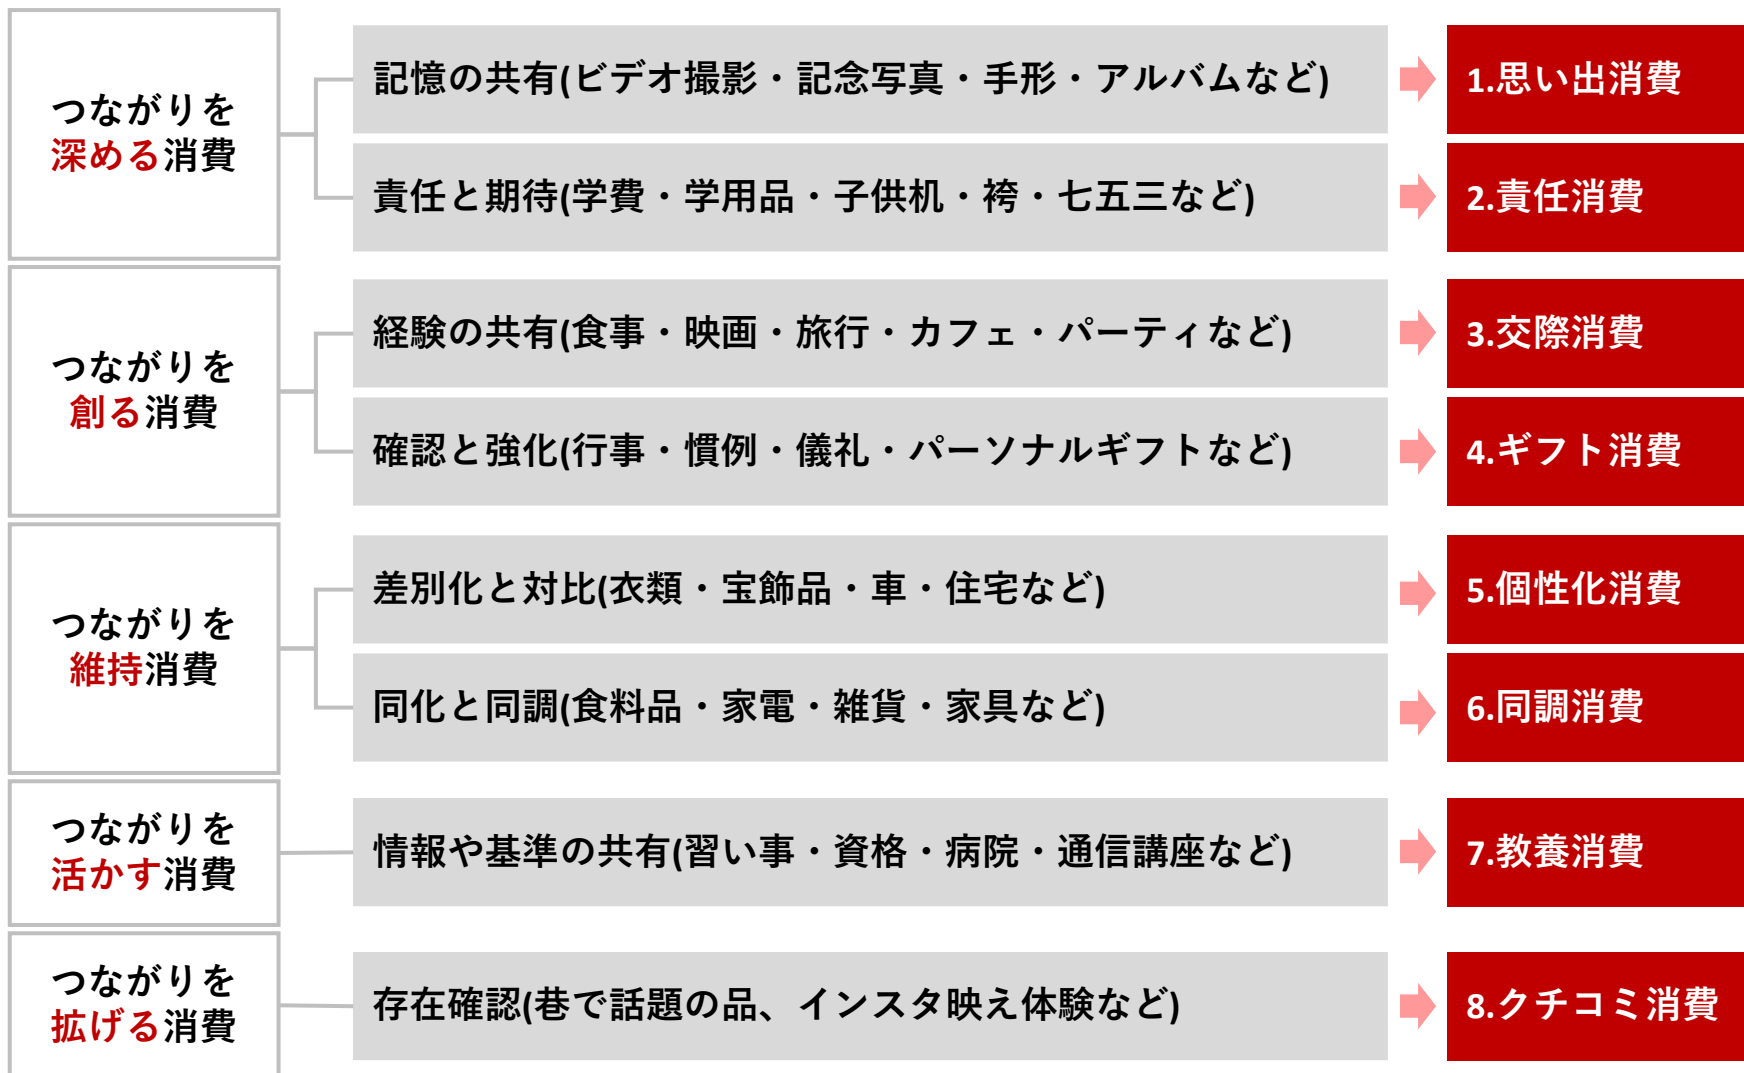 つながりを
深める消費
記憶の共有(ビデオ撮影・記念写真・手形・アルバムなど)
1.思い出消費
責任と期待(学費・学用品・子供机・袴・七五三など)
2.責任消費
つながりを
創る消費
経験の共有(食事・映画・旅行・カフェ・パーティなど)
3.交際消費
確認と強化(行事・慣例・儀礼・パーソナルギフトなど)
4.ギフト消費
つながりを
維持消費
差別化と対比(衣類・宝飾品・車・住宅など)
5.個性化消費
同化と同調(食料品・家電・雑貨・家具など)
6.同調消費
つながりを
活かす消費
情報や基準の共有(習い事・資格・病院・通信講座など)
7.教養消費
つながりを
拡げる消費
存在確認(巷で話題の品、インスタ映え体験など)
8.クチコミ消費